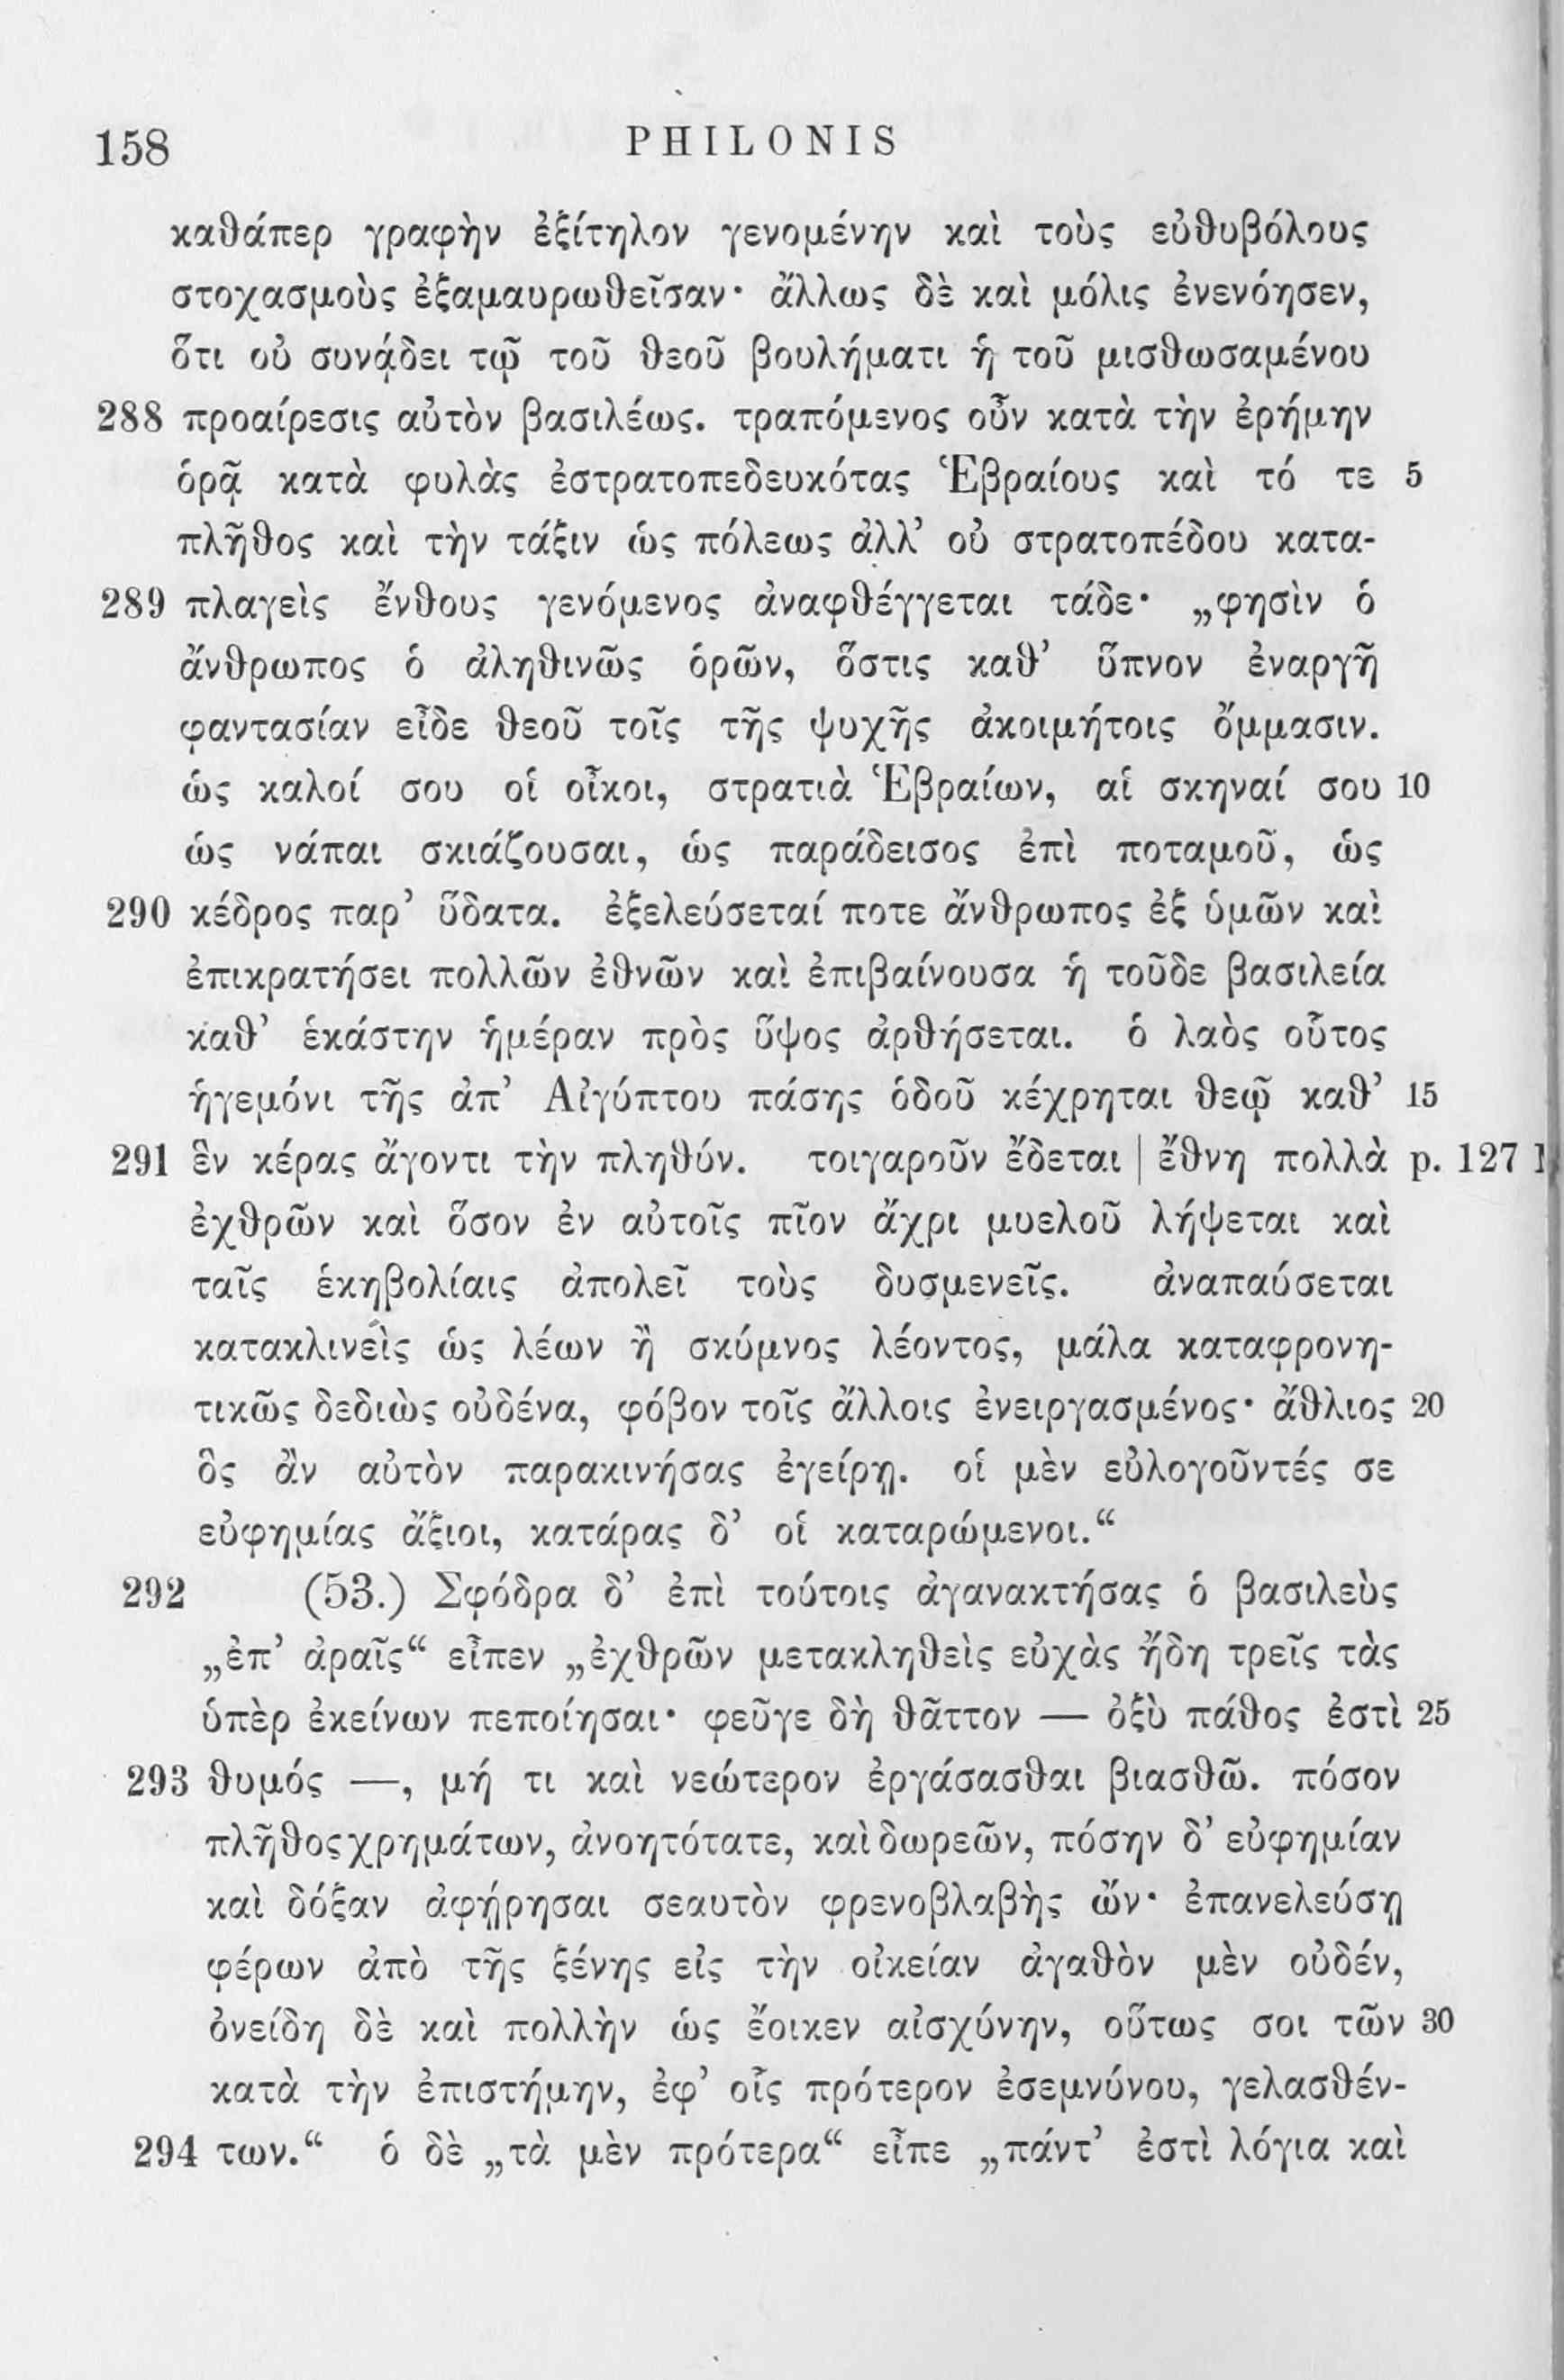 158 PHILONIS
καθάπερ γραφὴν ἐξίτηλον γενομένην καὶ τοὺς εὐθυβόλους
στοχασμοὺς ἐξαμαυρωθεῖσαν· ἄλλως δὲ καὶ μόλις ἐνενόησεν,
ὅτι οὐ συνᾴδει τῷ τοῦ θεοῦ βουλήματι ἡ τοῦ μισθωσαμένου
288 προαίρεσις αὐτὸν βασιλέως. τραπόμενος οὖν κατὰ τὴν ἐρήμην
ὁρᾷ κατὰ φυλὰς ἐστρατοπεδευκότας Ἑβραίους καὶ τό τε 5
πλῆθος καὶ τὴν τάξιν ὡς πόλεως ἀλλ’ οὐ στρατοπέδου κατα-
289 πλαγεὶς ἔνθους γενόμενος ἀναφθέγγεται τάδε· „φησὶν ὁ
ἄνθρωπος ὁ ἀληθινῶς ὁρῶν, ὅστις καθ’ ὕπνον ἐναργῆ
φαντασίαν εἶδε θεοῦ τοῖς τῆς ψυχῆς ἀκοιμήτοις ὄμμασιν.
ὡς καλοί σου οἱ οἶκοι, στρατιὰ Ἑβραίων, αἱ σκηναί σου 10
ὡς νάπαι σκιάζουσαι, ὡς παράδεισος ἐπὶ ποταμοῦ, ὡς
290 κέδρος παρ’ ὕδατα. ἐξελεύσεταί ποτε ἄνθρωπος ἐξ ὑμῶν καὶ
ἐπικρατήσει πολλῶν ἐθνῶν καὶ ἐπιβαίνουσα ἡ τοῦδε βασιλεία
καθ’ ἑκάστην ἡμέραν πρὸς ὕψος ἀρθήσεται. ὁ λαὸς οὗτος
ἡγεμόνι τῆς ἀπ’ Αἰγύπτου πάσης ὁδοῦ κέχρηται θεῷ καθ’ 15
291 ἓν κέρας ἄγοντι τὴν πληθύν. τοιγαροῦν ἔδεται | ἔθνη πολλὰ p. 127
ἐχθρῶν καὶ ὅσον ἐν αὐτοῖς πῖον ἄχρι μυελοῦ λήψεται καὶ
ταῖς ἑκηβολίαις ἀπολεῖ τοὺς δυσμενεῖς. ἀναπαύσεται
κατακλινεὶς ὡς λέων ἢ σκύμνος λέοντος, μάλα καταφρονη-
τικῶς δεδιὼς οὐδένα, φόβον τοῖς ἄλλοις ἐνειργασμένος· ἄθλιος 20
ὃς ἂν αὐτὸν παρακινήσας ἐγείρῃ. οἱ μὲν εὐλογοῦντές σε
εὐφημίας ἄξιοι, κατάρας δ’ οἱ καταρώμενοι.“
292 (53.) Σφόδρα δ’ ἐπὶ τούτοις ἀγανακτήσας ὁ βασιλεὺς
„ἐπ’ ἀραῖς“ εἶπεν „ἐχθρῶν μετακληθεὶς εὐχὰς ἤδη τρεῖς τὰς
ὑπὲρ ἐκείνων πεποίησαι· φεῦγε δὴ θᾶττον — ὀξὺ πάθος ἐστὶ 25
293 θυμός —, μή τι καὶ νεώτερον ἐργάσασθαι βιασθῶ. πόσον
πλῆθος χρημάτων, ἀνοητότατε, καὶ δωρεῶν, πόσην δ’ εὐφημίαν
καὶ δόξαν ἀφῄρησαι σεαυτὸν φρενοβλαβὴς ὤν· ἐπανελεύσῃ
φέρων ἀπὸ τῆς ξένης εἰς τὴν οἰκείαν ἀγαθὸν μὲν οὐδέν,
ὀνείδη δὲ καὶ πολλὴν ὡς ἔοικεν αἰσχύνην, οὕτως σοι τῶν 30
κατὰ τὴν ἐπιστήμην, ἐφ’ οἷς πρότερον ἐσεμνύνου, γελασθέν-
294 των.“ ὁ δὲ „τὰ μὲν πρότερα“ εἶπε „πάντ’ ἐστὶ λόγια καὶ